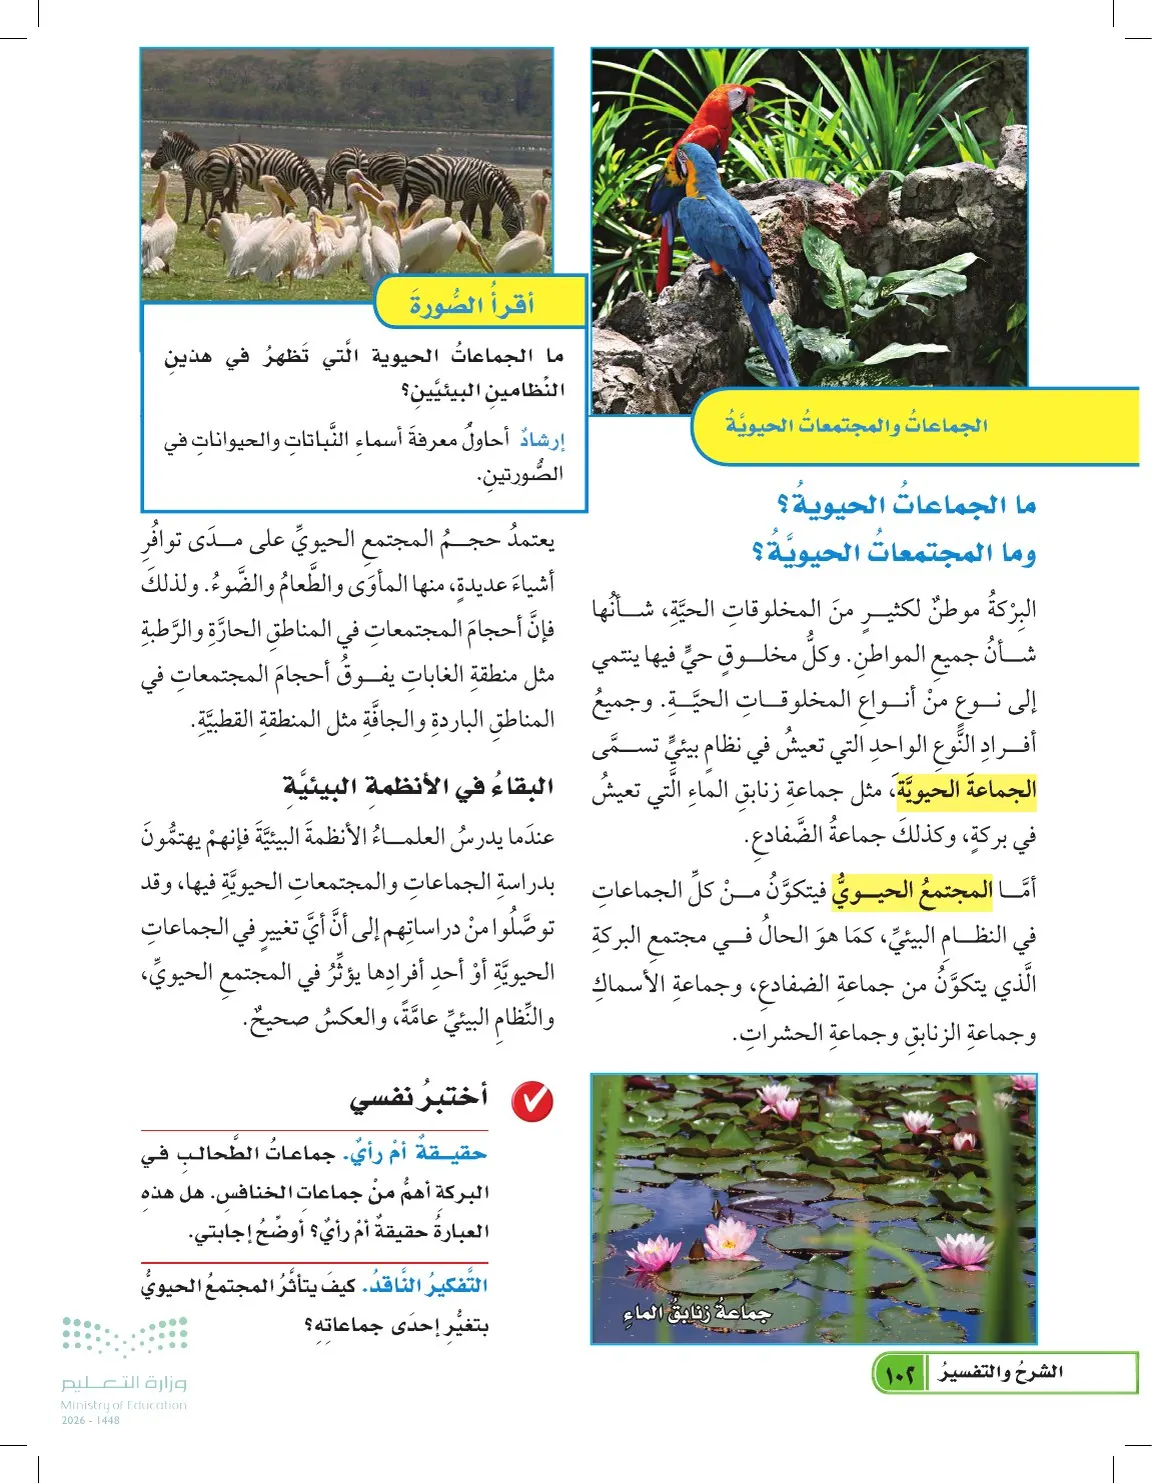 الجماعاتُ والمجتمعاتُ الحيويَّةُ
ما الجماعاتُ الحيويةُ؟
وما المجتمعاتُ الحيويَّةُ؟
البِرْكةُ موطنٌ لكثيرٍ منَ المخلوقاتِ الحيَّةِ، شأنُها
شأنُ جميعِ المواطنِ. وكلُّ مخلوقٍ حيٍّ فيها ينتمي
إلى نوعٍ منْ أنواعِ المخلوقاتِ الحيَّةِ. وجميعُ
أفرادِ النَّوعِ الواحدِ التي تعيشُ في نظامٍ بيئيٍّ تسمَّى
الجماعةَ الحيويَّةَ، مثل جماعةِ زنابقِ الماءِ الَّتي تعيشُ
في بركةٍ، وكذلكَ جماعةُ الضَّفادعِ.
أمَّا المجتمعُ الحيويُّ فيتكوَّنُ منْ كلِّ الجماعاتِ
في النظامِ البيئيِّ، كمَا هوَ الحالُ في مجتمعِ البركةِ
الَّذي يتكوَّنُ من جماعةِ الضفادعِ، وجماعةِ الأسماكِ
وجماعةِ الزنابقِ وجماعةِ الحشراتِ.
جماعةُ زنابقُ الماءِ
أقرأُ الصُّورةَ
ما الجماعاتُ الحيوية الَّتي تَظهرُ في هذينِ
النِّظامينِ البيئيَّينِ؟
إرشادٌ أحاولُ معرفةَ أسماءِ النَّباتاتِ والحيواناتِ في
الصُّورتينِ.
يعتمدُ حجمُ المجتمعِ الحيويِّ على مدَى توافُرِ
أشياءَ عديدةٍ، منها المأوَى والطَّعامُ والضَّوءُ. ولذلكَ
فإنَّ أحجامَ المجتمعاتِ في المناطقِ الحارَّةِ والرَّطبةِ
مثل منطقةِ الغاباتِ يفوقُ أحجامَ المجتمعاتِ في
المناطقِ الباردةِ والجافَّةِ مثل المنطقةِ القطبيَّةِ.
البقاءُ في الأنظمةِ البيئيَّةِ
عندَما يدرسُ العلماءُ الأنظمةَ البيئيَّةَ فإنهمْ يهتمُّونَ
بدراسةِ الجماعاتِ والمجتمعاتِ الحيويَّةِ فيها، وقد
توصَّلُوا منْ دراساتِهم إلى أنَّ أيَّ تغييرٍ في الجماعاتِ
الحيويَّةِ أوْ أحدِ أفرادِها يؤثِّرُ في المجتمعِ الحيويِّ،
والنِّظامِ البيئيِّ عامَّةً، والعكسُ صحيحٌ.
أختبرُ نفسي
حقيقةٌ أمْ رأيٌ. جماعاتُ الطَّحالبِ في
البركةِ أهمُّ منْ جماعاتِ الخنافسِ. هل هذهِ
العبارةُ حقيقةٌ أمْ رأيٌ؟ أوضِّحُ إجابتي.
التَّفكيرُ النَّاقدُ. كيفَ يتأثَّرُ المجتمعُ الحيويُّ
بتغيُّرِ إحدَى جماعاتِهِ؟
الشرحُ والتفسيرُ ١٠٢
وزارة التعليم
Ministry of Education
2026 - 1448